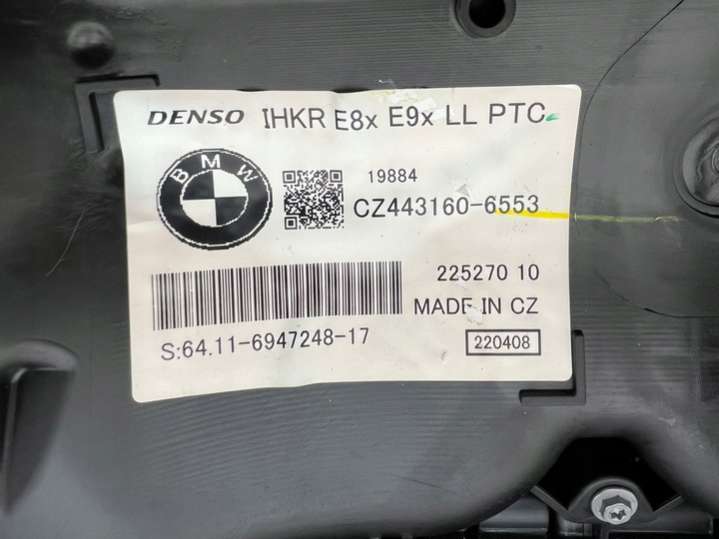 DENSO IHKR E8x E9x LL PTC
BMW
19884
CZ443160-6553
225270 10
MADE IN CZ
S:64.11-6947248-17
220408